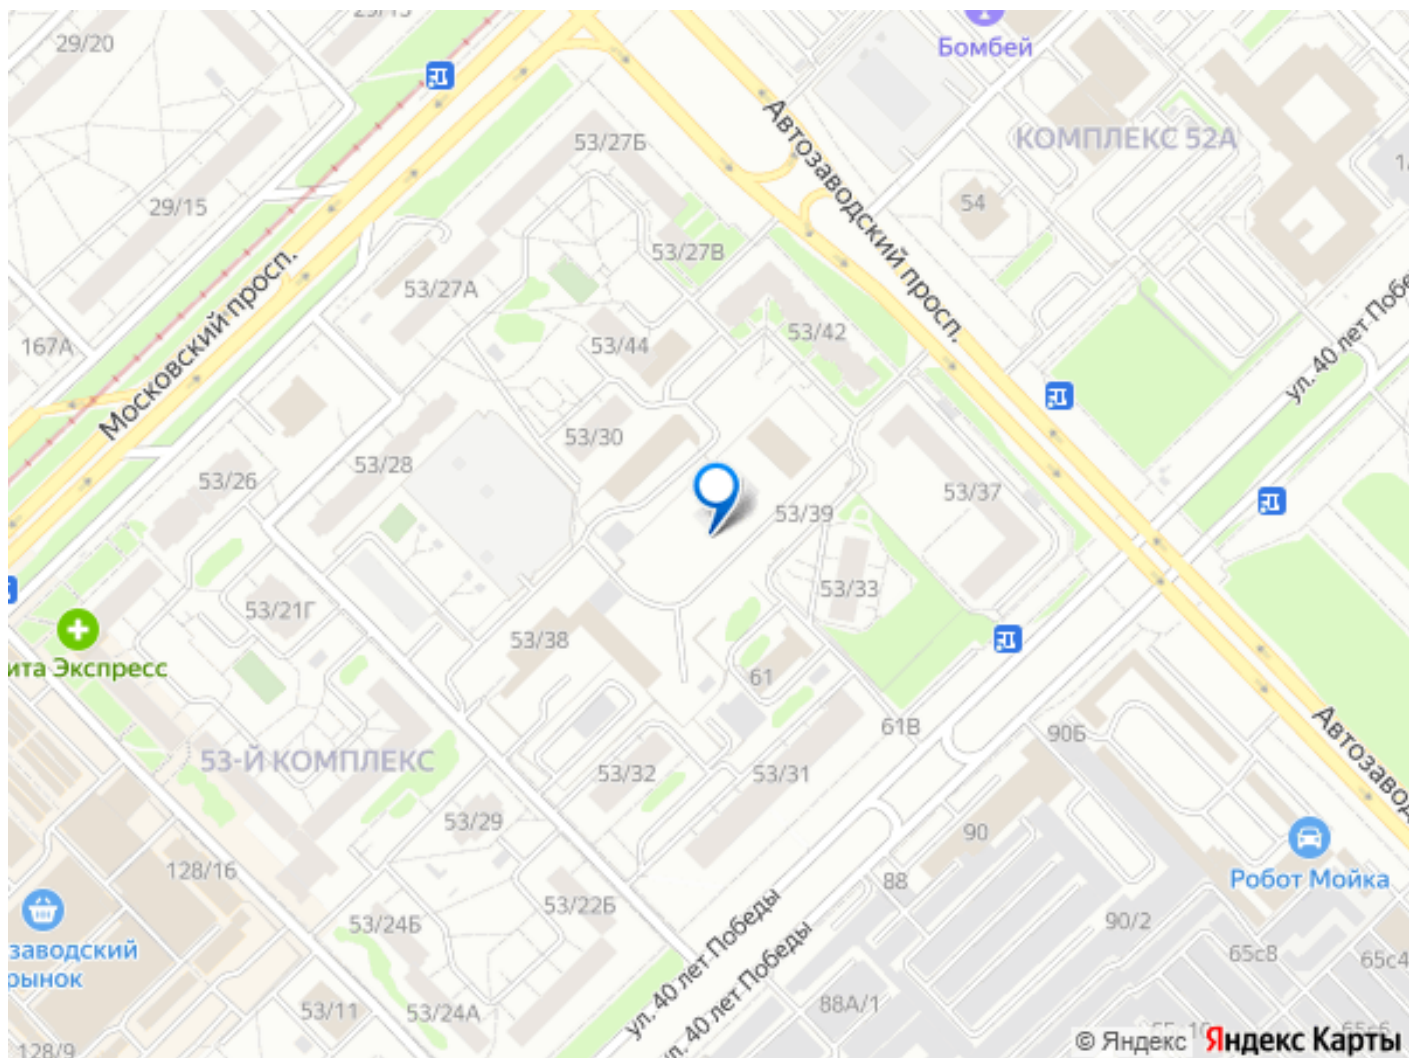 29/20
Бомбей
53/27Б
КОМПЛЕКС 52А
Автозаводский просп.
29/15
54
53/27В
Московский просп.
53/27А
53/42
ул. 40 лет Побе
167А
53/44
53/30
53/28
53/26
53/37
53/39
53/33
53/21Г
53/38
ита Экспресс
61
61В
90Б
Автозавод
53-Й КОМПЛЕКС
53/32
53/31
53/29
90
128/16
88
Робот Мойка
53/22Б
53/24Б
90/2
заводский
рынок
ул. 40 лет Победы
65с8
65с4
53/11
53/24А
88А/1
ул. 40 лет Победы
128/9
© Яндекс
Яндекс Карты